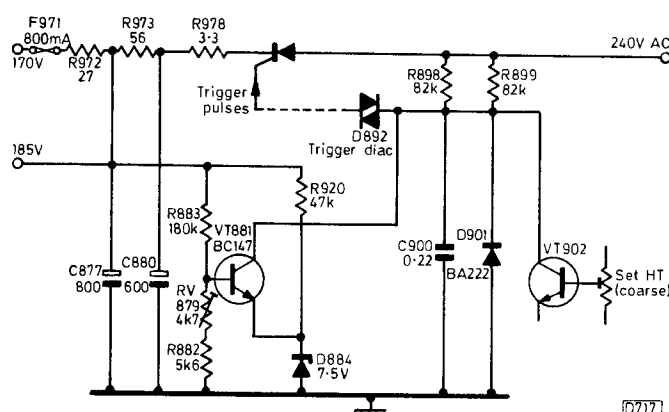 F971
800mA
170V
R972
27
R973
56
R978
3·3
240V AC
R898
82k
R899
82k
Trigger
pulses
D892
Trigger diac
185V
R920
47k
R883
180k
VT881
BC147
C900
0·22
D901
BA222
VT902
Set HT
(coarse)
C877
800
C880
600
RV
879
4k7
R882
5k6
D884
7·5V
D717